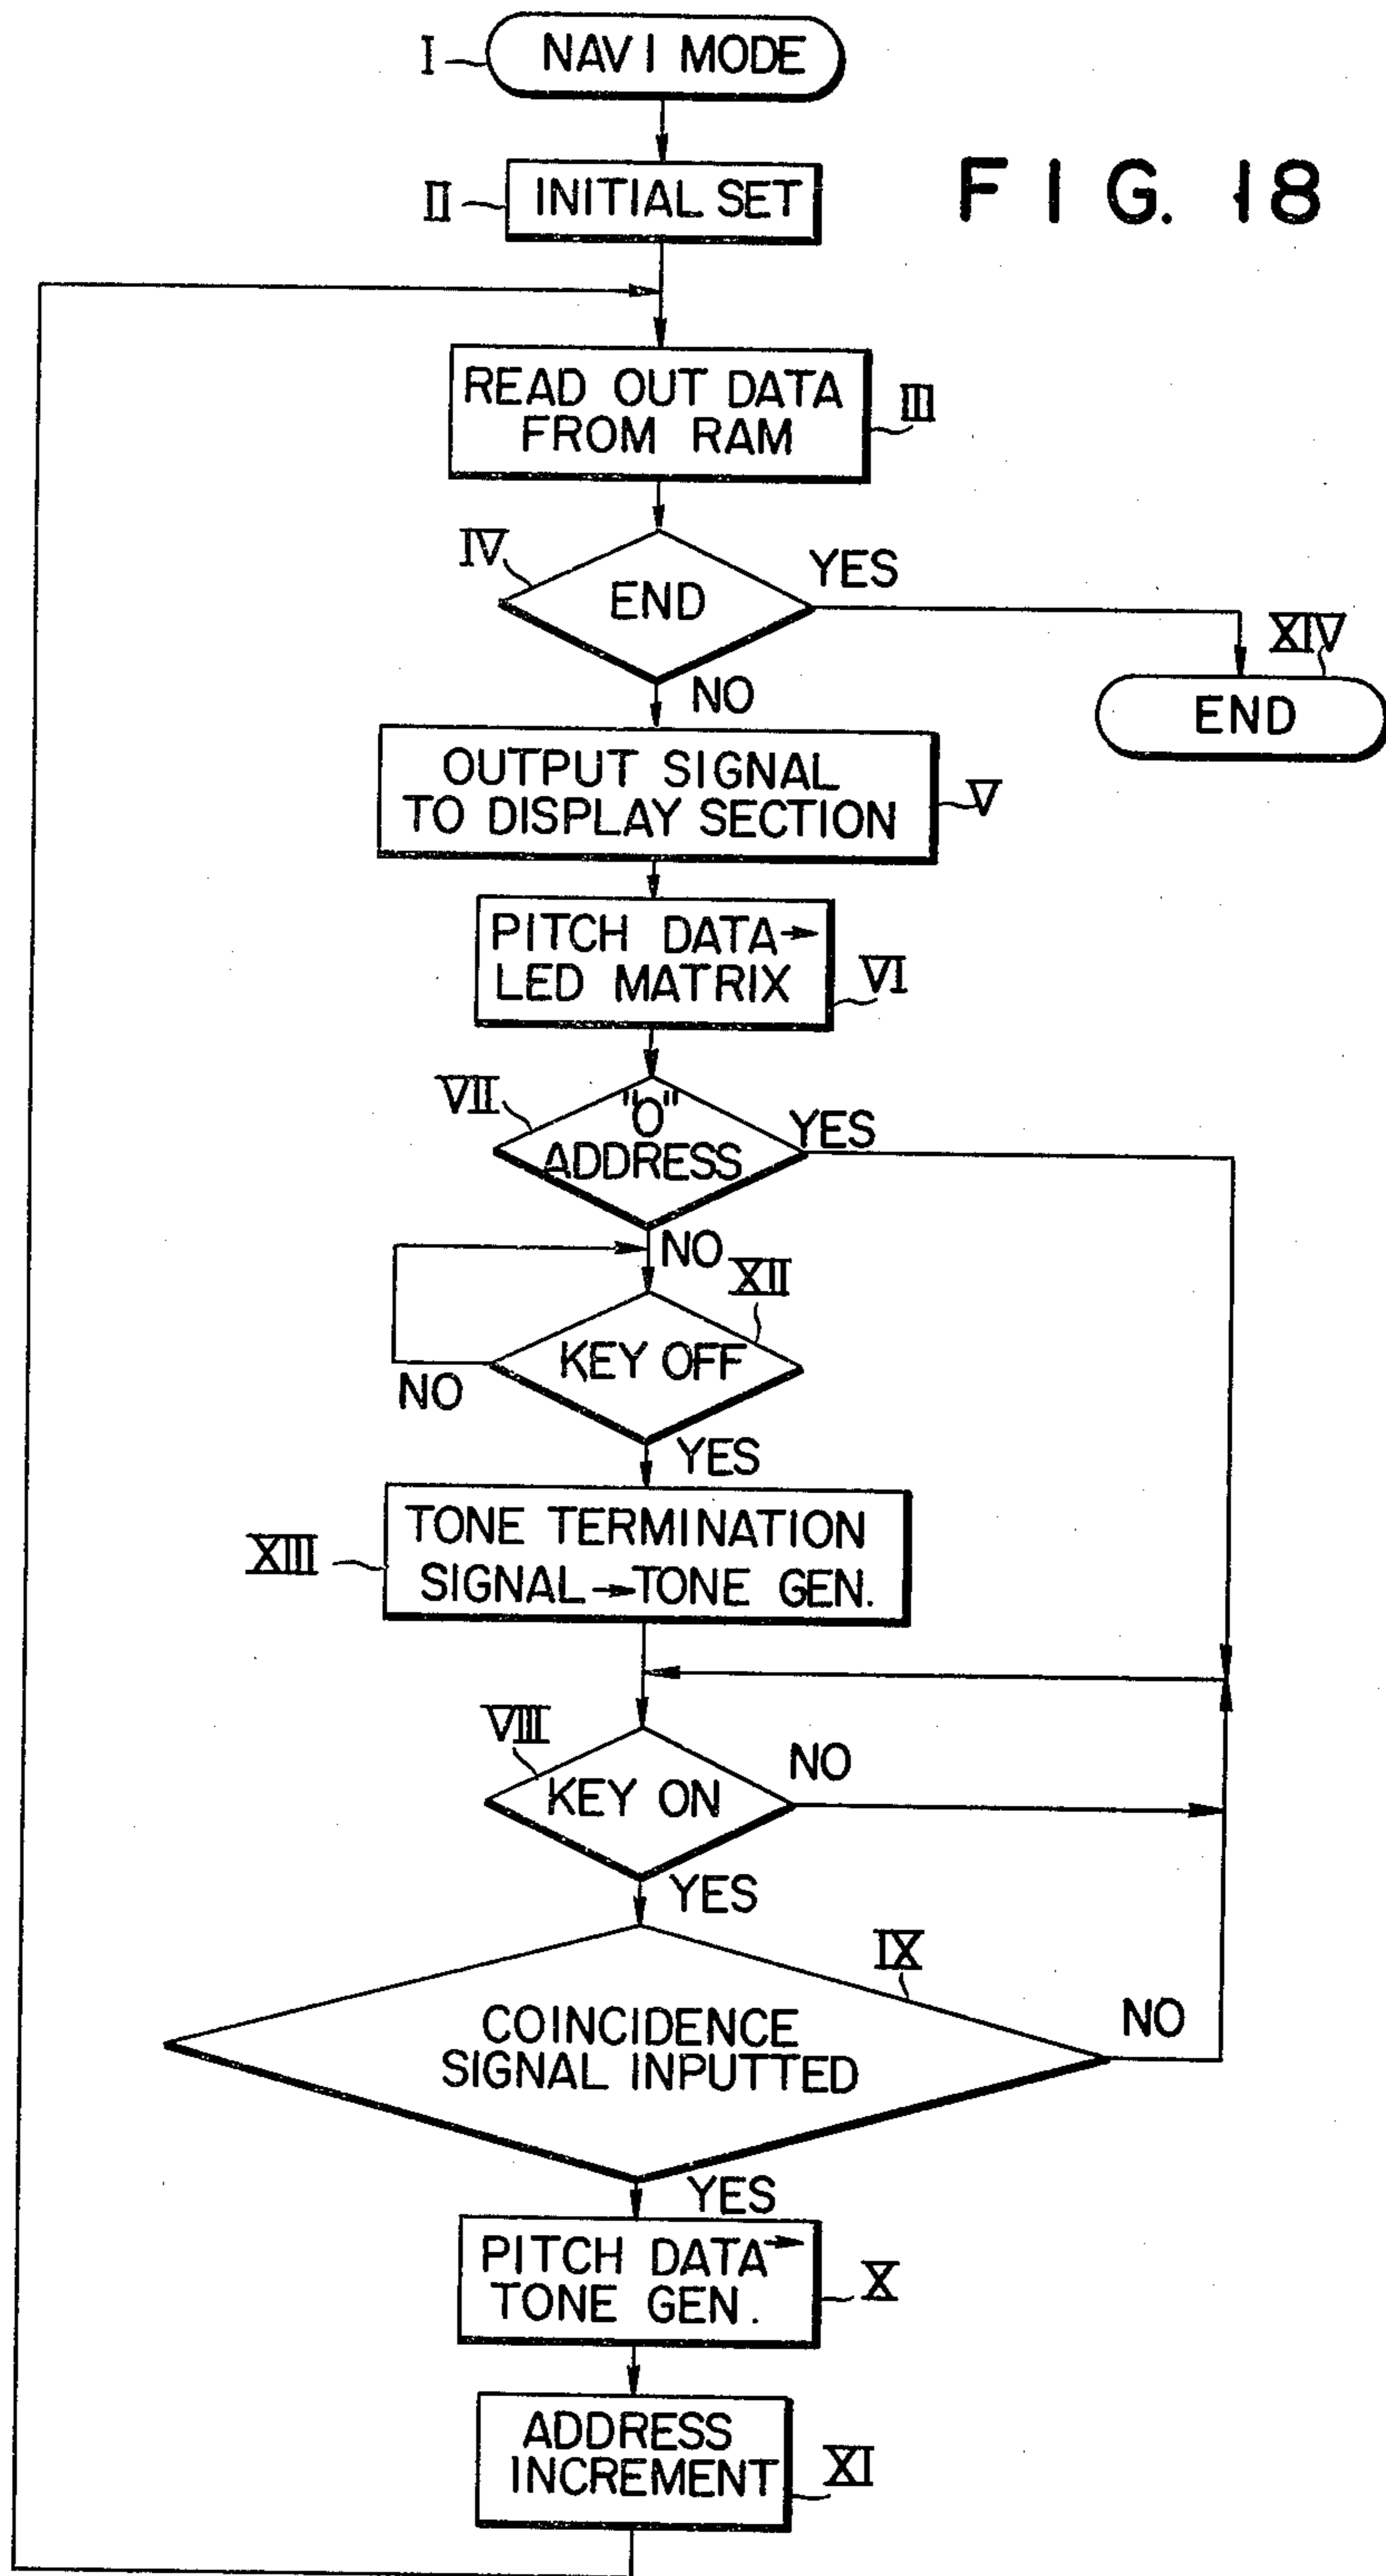 I
NAVI MODE
II
INITIAL SET
FIG. 18
READ OUT DATA
FROM RAM
III
IV
END
YES
XIV
END
NO
OUTPUT SIGNAL
TO DISPLAY SECTION
V
PITCH DATA→
LED MATRIX
VI
VII
"0"
ADDRESS
YES
NO
XII
KEY OFF
NO
YES
XIII
TONE TERMINATION
SIGNAL→TONE GEN.
VIII
KEY ON
NO
YES
IX
COINCIDENCE
SIGNAL INPUTTED
NO
YES
PITCH DATA→
TONE GEN.
X
ADDRESS
INCREMENT
XI